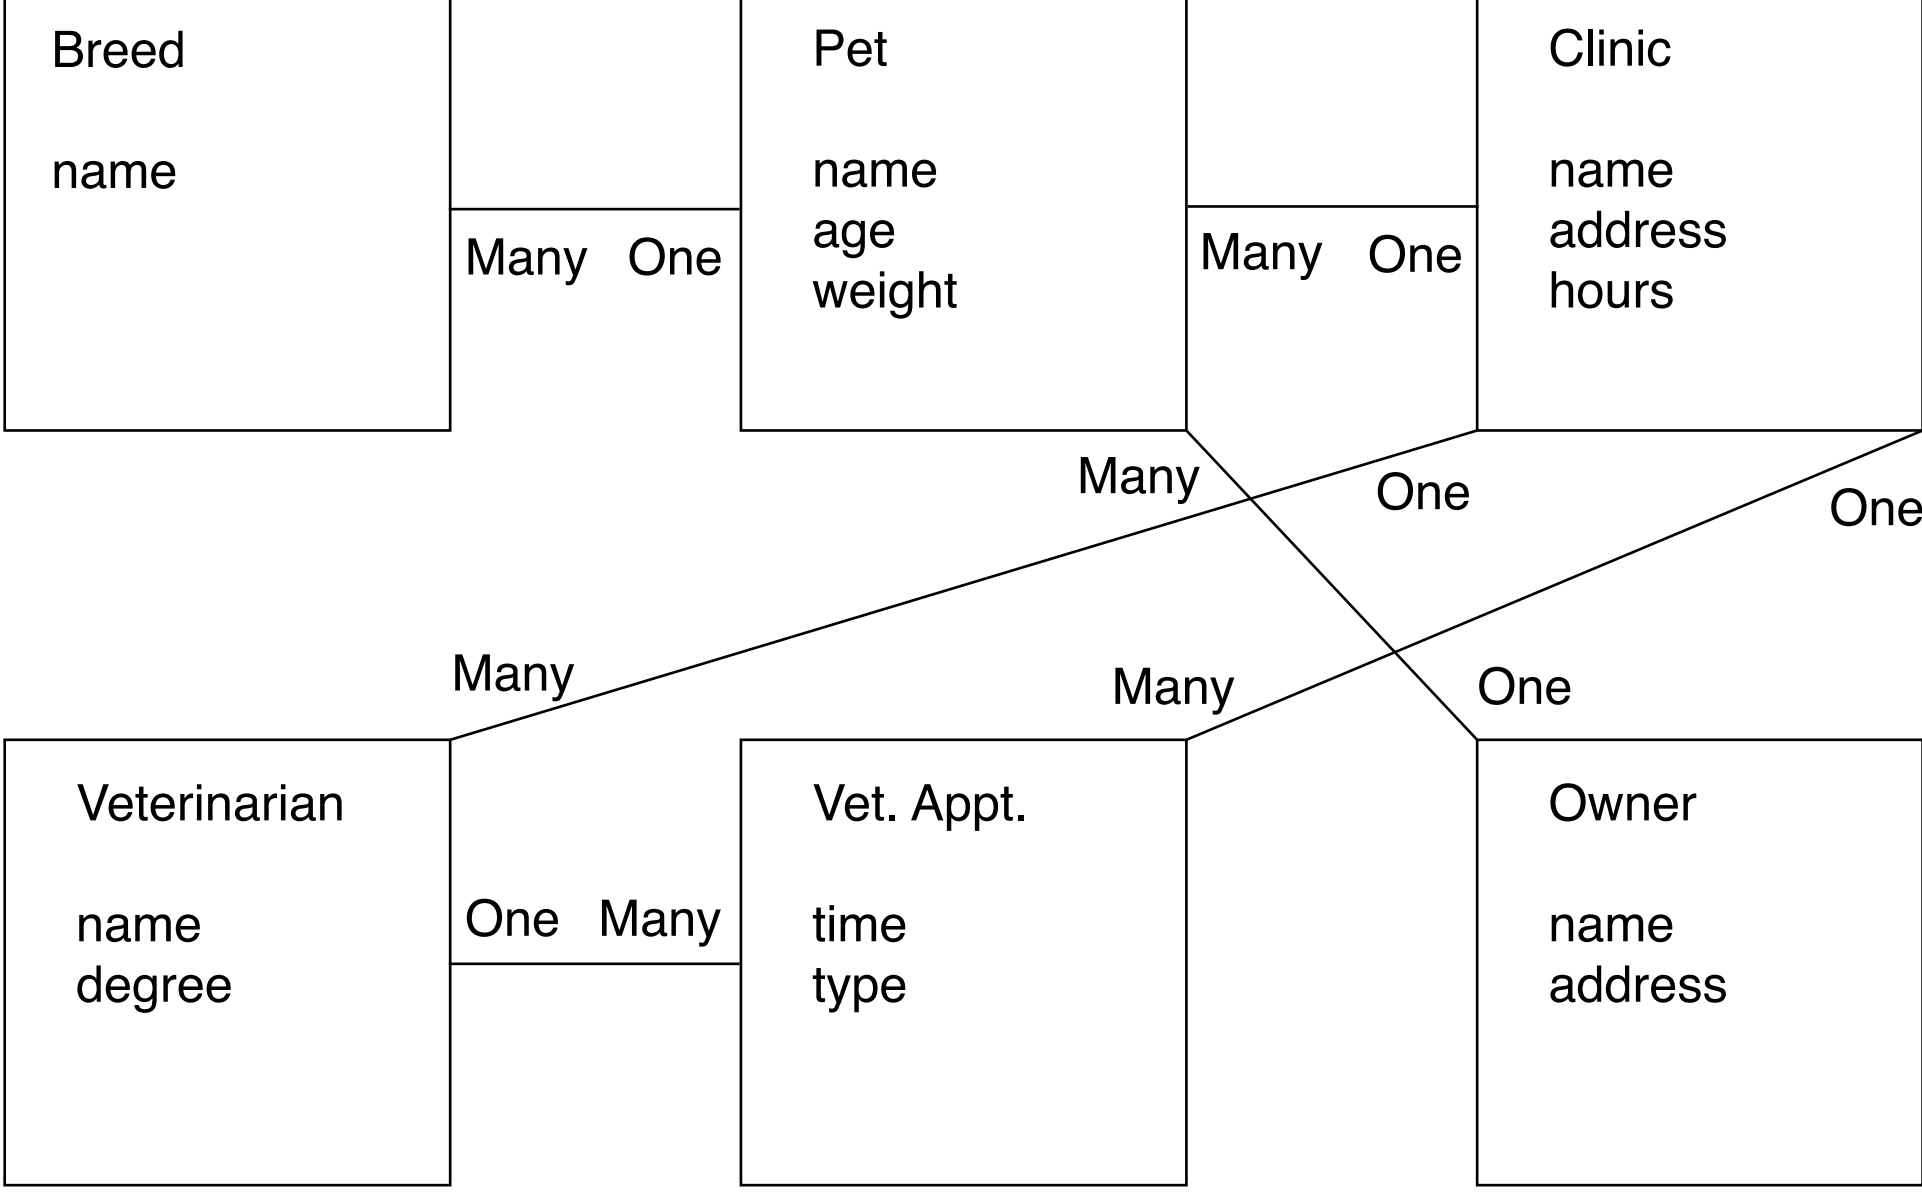 Breed
name
Many One
Pet
name
age
weight
Many One
Clinic
name
address
hours
Many
One
One
Many
Many
One
Veterinarian
name
degree
One Many
Vet. Appt.
time
type
Owner
name
address